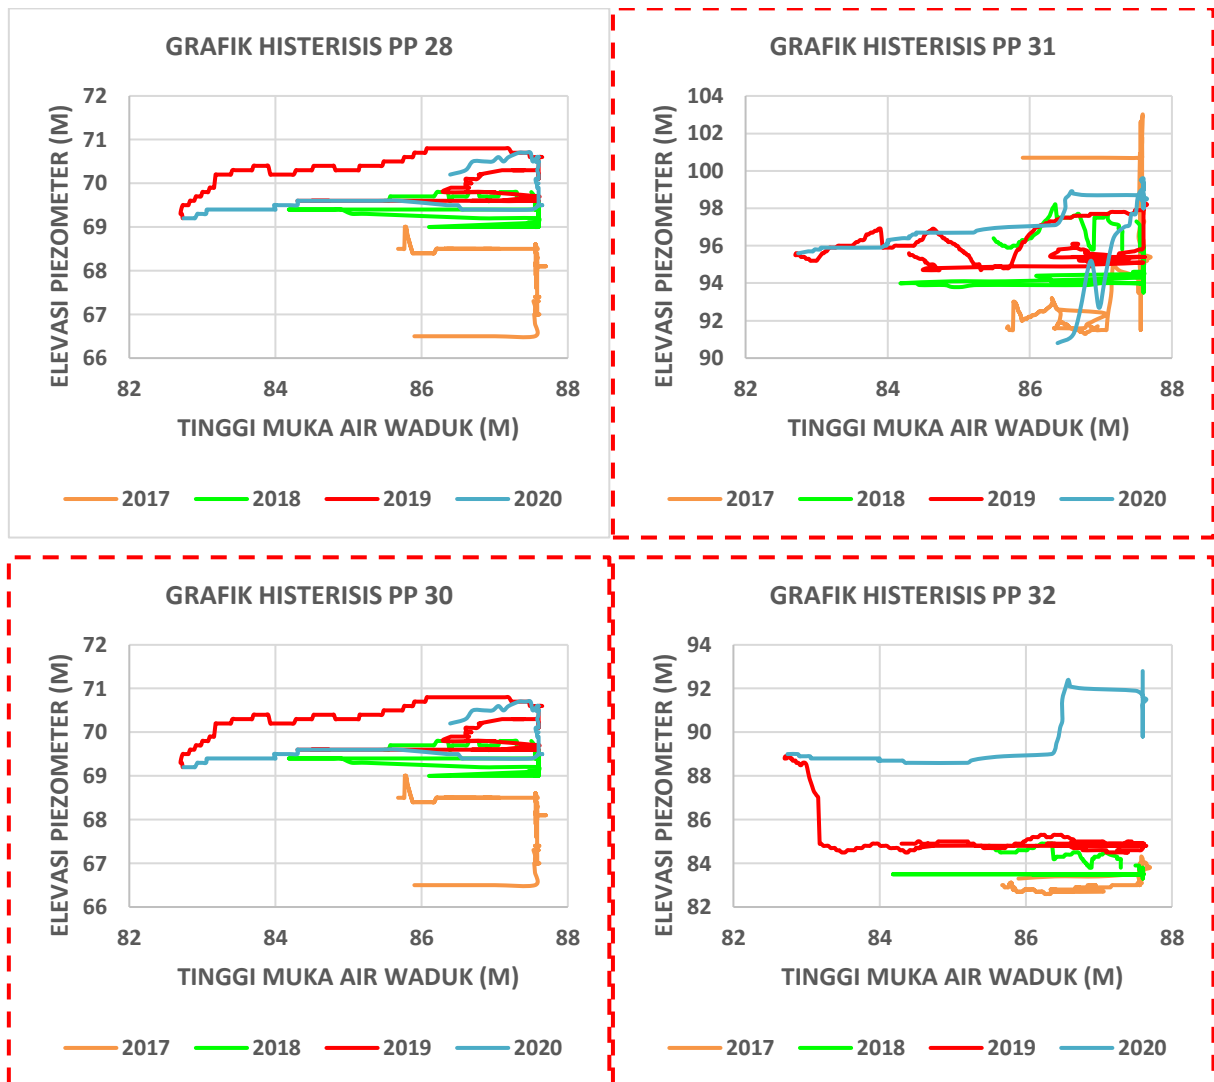 GRAFIK HISTERISIS PP 28
ELEVASI PIEZOMETER (M)
72
71
70
69
68
67
66
82 84 86 88
TINGGI MUKA AIR WADUK (M)
2017 2018 2019 2020
GRAFIK HISTERISIS PP 31
ELEVASI PIEZOMETER (M)
104
102
100
98
96
94
92
90
82 84 86 88
TINGGI MUKA AIR WADUK (M)
2017 2018 2019 2020
GRAFIK HISTERISIS PP 30
ELEVASI PIEZOMETER (M)
72
71
70
69
68
67
66
82 84 86 88
TINGGI MUKA AIR WADUK (M)
2017 2018 2019 2020
GRAFIK HISTERISIS PP 32
ELEVASI PIEZOMETER (M)
94
92
90
88
86
84
82
82 84 86 88
TINGGI MUKA AIR WADUK (M)
2017 2018 2019 2020